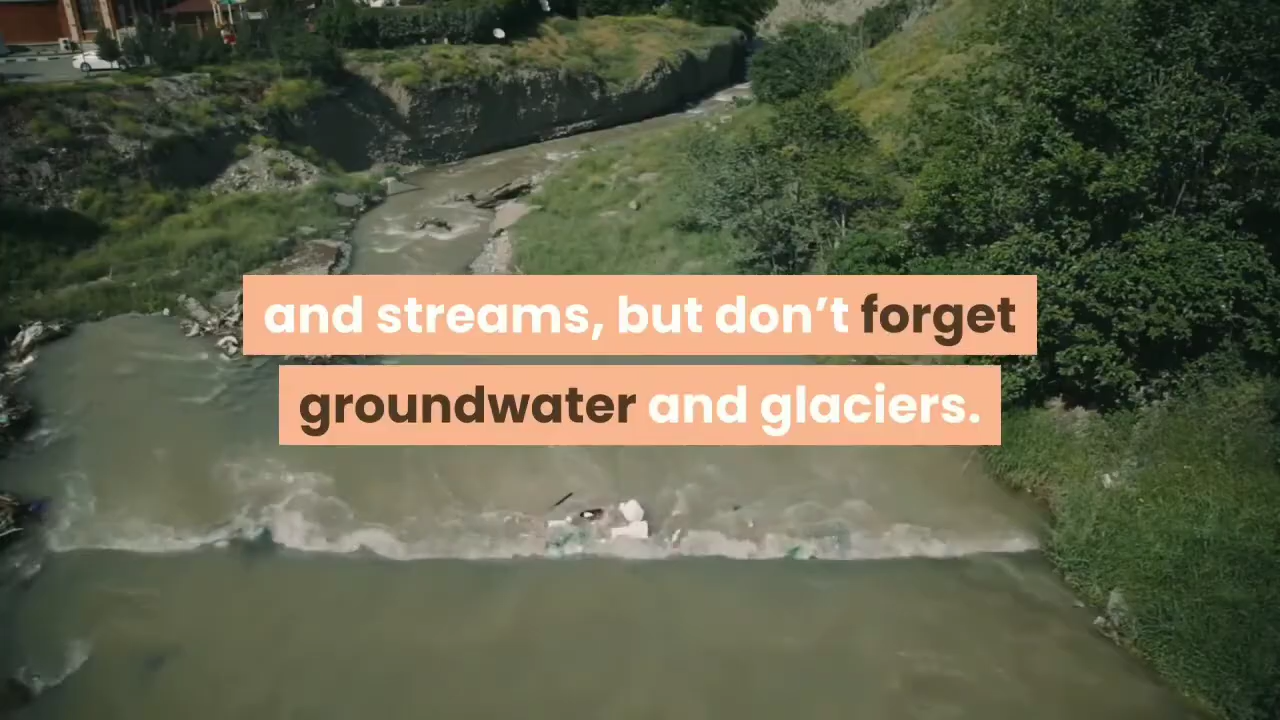 and streams, but don’t forget
groundwater and glaciers.